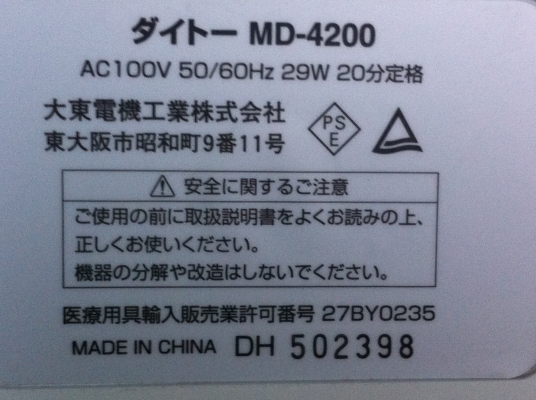 ダイトー MD-4200
AC100V 50/60Hz 29W 20分定格
大東電機工業株式会社
東大阪市昭和町9番11号
PS
E
安全に関するご注意
ご使用の前に取扱説明書をよくお読みの上、
正しくお使いください。
機器の分解や改造はしないでください。
医療用具輸入販売業許可番号 27BY0235
MADE IN CHINA DH 502398